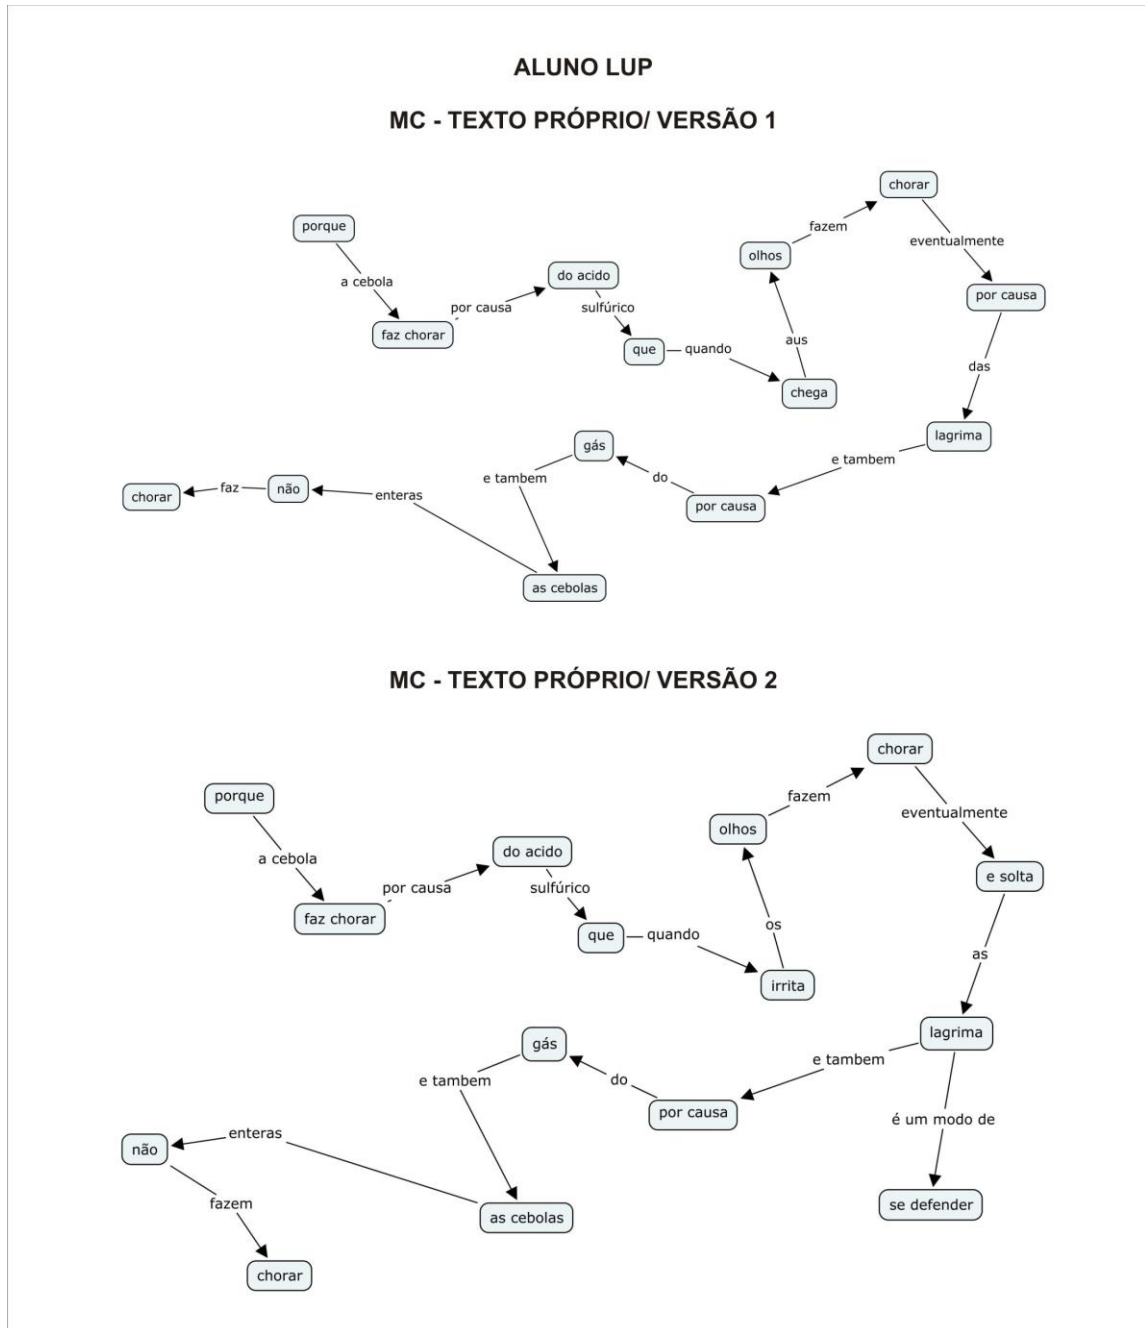 ALUNO LUP
MC - TEXTO PRÓPRIO/ VERSÃO 1
porque
a cebola
faz chorar
por causa
do acido
sulfúrico
que
quando
chega
aus
olhos
fazem
chorar
eventualmente
por causa
das
lagrima
e tambem
por causa
do
gás
e tambem
as cebolas
enteras
não
faz
chorar
MC - TEXTO PRÓPRIO/ VERSÃO 2
porque
a cebola
faz chorar
por causa
do acido
sulfúrico
que
quando
irrita
os
olhos
fazem
chorar
eventualmente
e solta
as
lagrima
é um modo de
se defender
e tambem
por causa
do
gás
e tambem
as cebolas
enteras
não
fazem
chorar